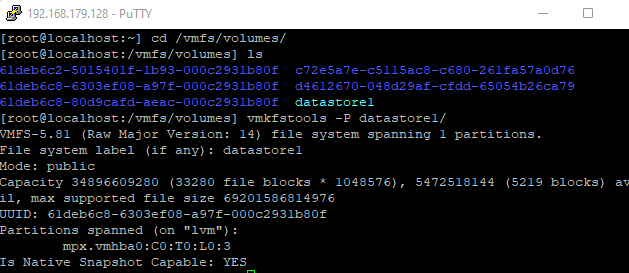 192.168.179.128 - PuTTY
[root@localhost:~] cd /vmfs/volumes/
[root@localhost:/vmfs/volumes] ls
61deb6c2-5015401f-1b93-000c2931b80f  c72e5a7e-c5115ac8-c680-261fa57a0d76
61deb6c8-6303ef08-a97f-000c2931b80f  d4612670-048d29af-cfdd-65054b26ca79
61deb6c8-80d9cafd-aeac-000c2931b80f  datastore1
[root@localhost:/vmfs/volumes] vmkfstools -P datastore1/
VMFS-5.81 (Raw Major Version: 14) file system spanning 1 partitions.
File system label (if any): datastore1
Mode: public
Capacity 34896609280 (33280 file blocks * 1048576), 5472518144 (5219 blocks) ava
il, max supported file size 69201586814976
UUID: 61deb6c8-6303ef08-a97f-000c2931b80f
Partitions spanned (on "lvm"):
        mpx.vmhba0:C0:T0:L0:3
Is Native Snapshot Capable: YES